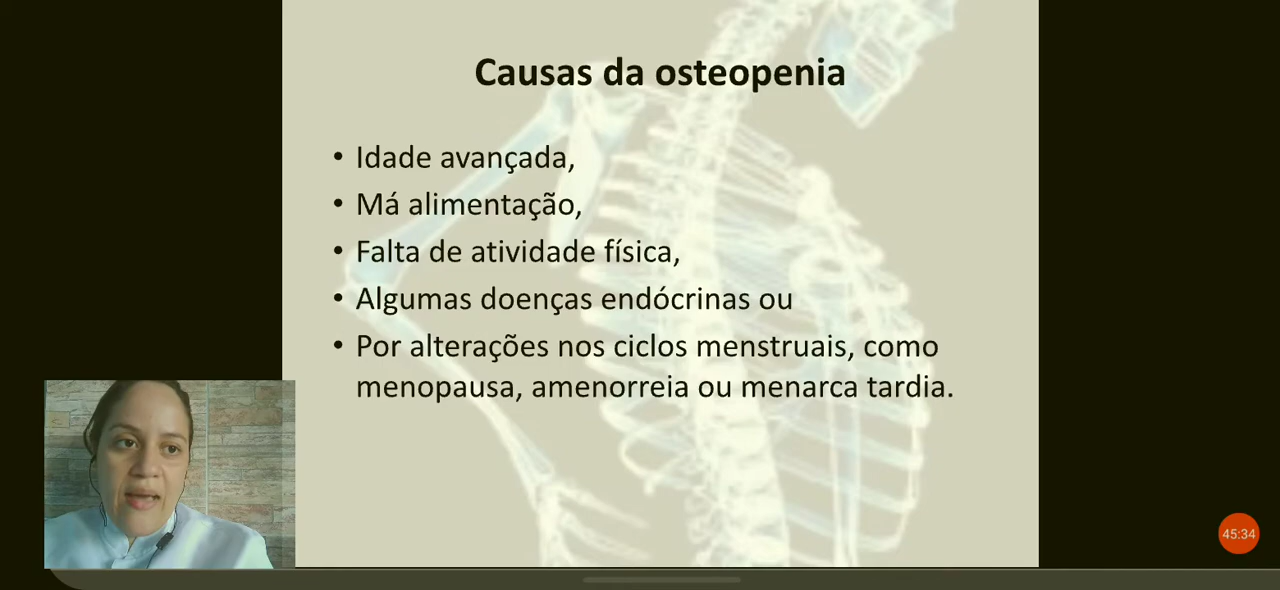 Causas da osteopenia
• Idade avançada,
• Má alimentação,
• Falta de atividade física,
• Algumas doenças endócrinas ou
• Por alterações nos ciclos menstruais, como
menopausa, amenorreia ou menarca tardia.
45:34